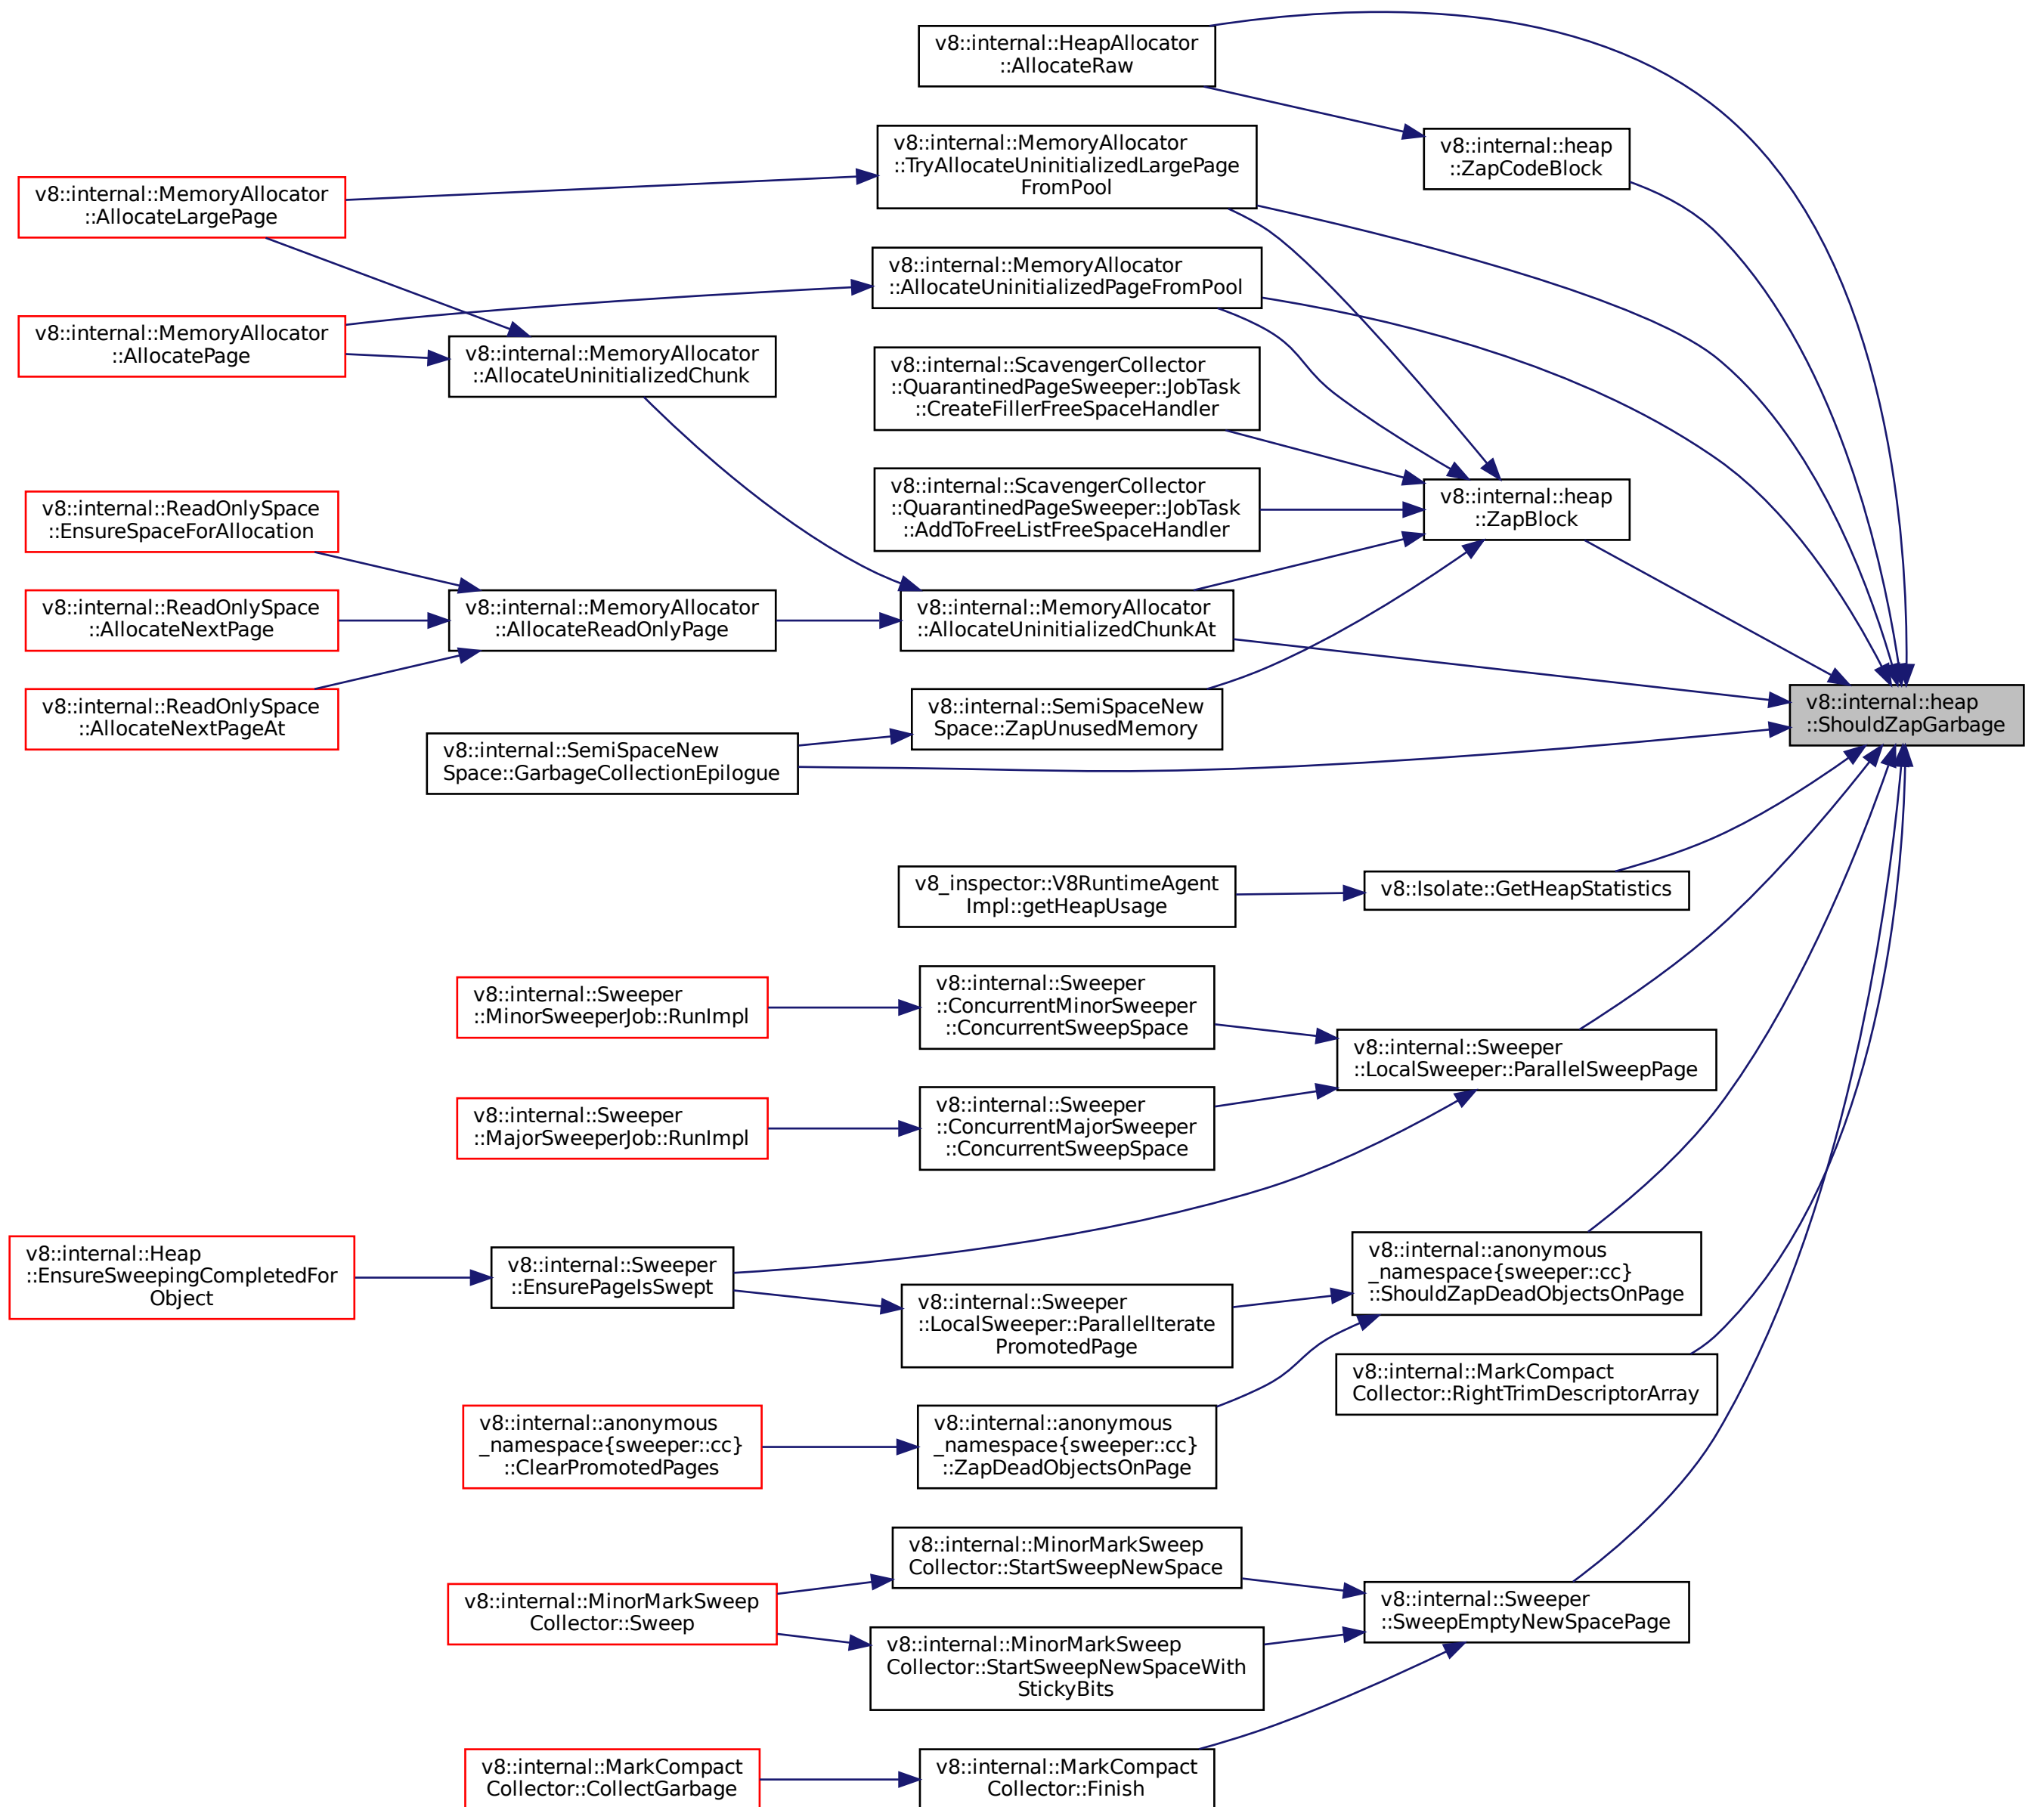 v8::internal::HeapAllocator
::AllocateRaw
v8::internal::heap
::ZapCodeBlock
v8::internal::MemoryAllocator
::TryAllocateUninitializedLargePage
FromPool
v8::internal::MemoryAllocator
::AllocateLargePage
v8::internal::MemoryAllocator
::AllocateUninitializedPageFromPool
v8::internal::MemoryAllocator
::AllocatePage
v8::internal::MemoryAllocator
::AllocateUninitializedChunk
v8::internal::ScavengerCollector
::QuarantinedPageSweeper::JobTask
::CreateFillerFreeSpaceHandler
v8::internal::ScavengerCollector
::QuarantinedPageSweeper::JobTask
::AddToFreeListFreeSpaceHandler
v8::internal::heap
::ZapBlock
v8::internal::ReadOnlySpace
::EnsureSpaceForAllocation
v8::internal::ReadOnlySpace
::AllocateNextPage
v8::internal::MemoryAllocator
::AllocateReadOnlyPage
v8::internal::MemoryAllocator
::AllocateUninitializedChunkAt
v8::internal::ReadOnlySpace
::AllocateNextPageAt
v8::internal::SemiSpaceNew
Space::ZapUnusedMemory
v8::internal::heap
::ShouldZapGarbage
v8::internal::SemiSpaceNew
Space::GarbageCollectionEpilogue
v8_inspector::V8RuntimeAgent
Impl::getHeapUsage
v8::Isolate::GetHeapStatistics
v8::internal::Sweeper
::MinorSweeperJob::RunImpl
v8::internal::Sweeper
::ConcurrentMinorSweeper
::ConcurrentSweepSpace
v8::internal::Sweeper
::LocalSweeper::ParallelSweepPage
v8::internal::Sweeper
::MajorSweeperJob::RunImpl
v8::internal::Sweeper
::ConcurrentMajorSweeper
::ConcurrentSweepSpace
v8::internal::Heap
::EnsureSweepingCompletedFor
Object
v8::internal::Sweeper
::EnsurePageIsSwept
v8::internal::Sweeper
::LocalSweeper::ParallelIterate
PromotedPage
v8::internal::anonymous
_namespace{sweeper::cc}
::ShouldZapDeadObjectsOnPage
v8::internal::MarkCompact
Collector::RightTrimDescriptorArray
v8::internal::anonymous
_namespace{sweeper::cc}
::ClearPromotedPages
v8::internal::anonymous
_namespace{sweeper::cc}
::ZapDeadObjectsOnPage
v8::internal::MinorMarkSweep
Collector::StartSweepNewSpace
v8::internal::MinorMarkSweep
Collector::Sweep
v8::internal::Sweeper
::SweepEmptyNewSpacePage
v8::internal::MinorMarkSweep
Collector::StartSweepNewSpaceWith
StickyBits
v8::internal::MarkCompact
Collector::CollectGarbage
v8::internal::MarkCompact
Collector::Finish